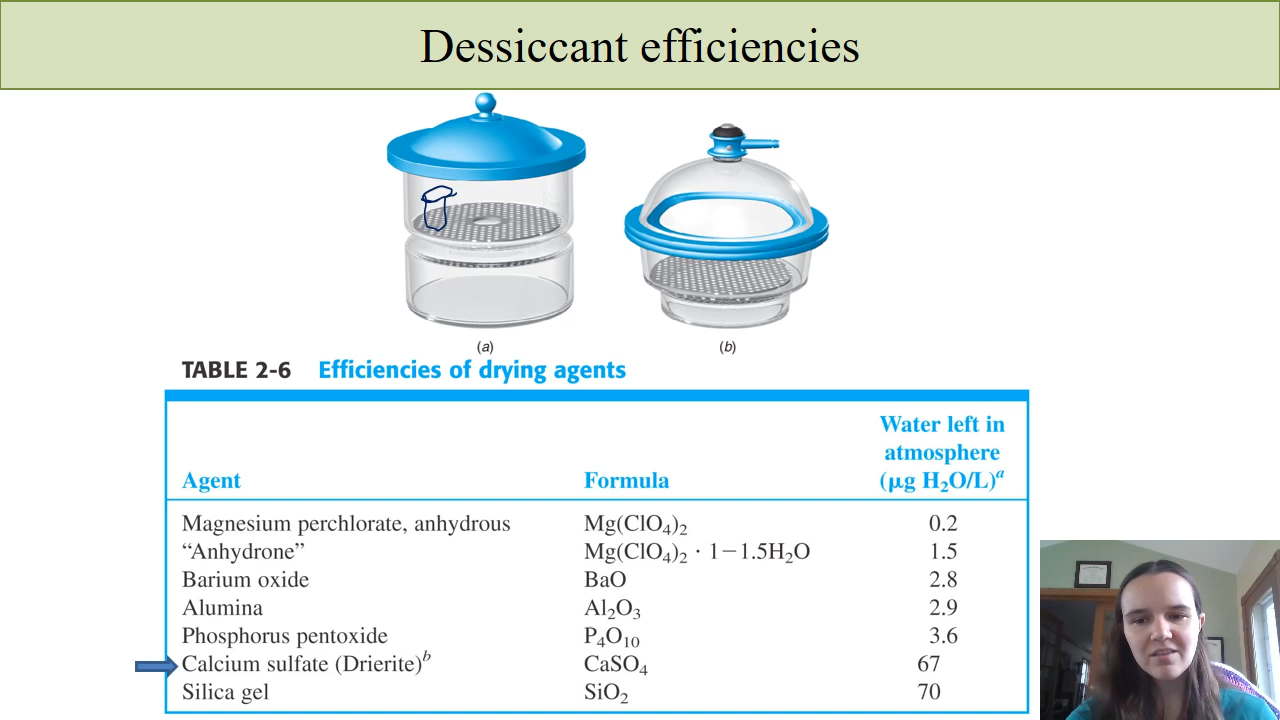 Dessiccant efficiencies
(a)
(b)
TABLE 2-6 Efficiencies of drying agents
Agent Formula Water left in atmosphere (μg H₂O/L)ᵃ
Magnesium perchlorate, anhydrous Mg(ClO₄)₂ 0.2
“Anhydrone” Mg(ClO₄)₂ · 1−1.5H₂O 1.5
Barium oxide BaO 2.8
Alumina Al₂O₃ 2.9
Phosphorus pentoxide P₄O₁₀ 3.6
Calcium sulfate (Drierite)ᵇ CaSO₄ 67
Silica gel SiO₂ 70